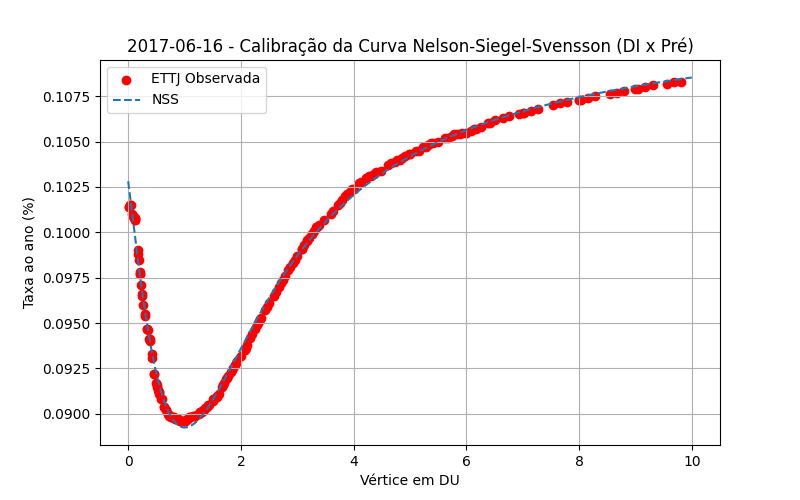 2017-06-16 - Calibração da Curva Nelson-Siegel-Svensson (DI x Pré)
ETTJ Observada
NSS
Taxa ao ano (%)
0.1075
0.1050
0.1025
0.1000
0.0975
0.0950
0.0925
0.0900
0 2 4 6 8 10
Vértice em DU